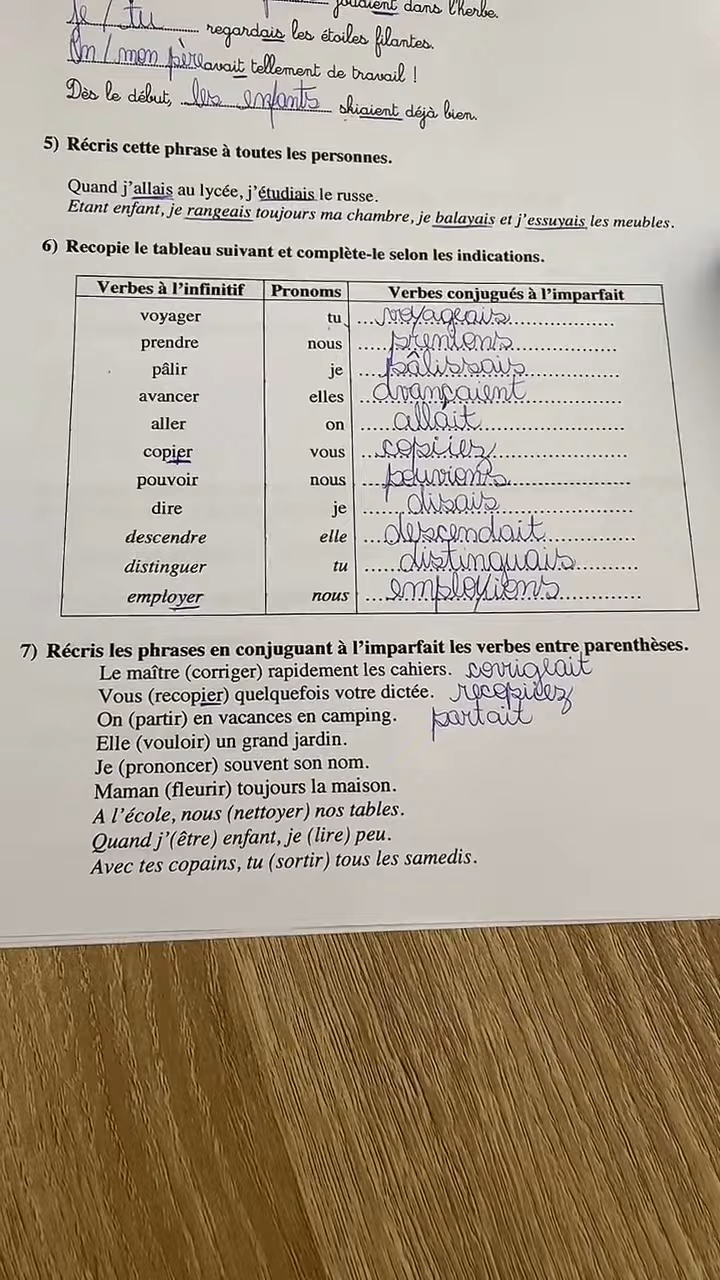 jouaient dans l'herbe.
Je / tu regardais les étoiles filantes.
On / mon père avait tellement de travail !
Dès le début, les enfants skiaient déjà bien.
5) Récris cette phrase à toutes les personnes.
Quand j'allais au lycée, j'étudiais le russe.
Etant enfant, je rangeais toujours ma chambre, je balayais et j'essuyais les meubles.
6) Recopie le tableau suivant et complète-le selon les indications.
Verbes à l'infinitif Pronoms Verbes conjugués à l'imparfait
voyager tu voyageais
prendre nous prenions
pâlir je pâlissais
avancer elles avançaient
aller on allait
copier vous copiiez
pouvoir nous pouvions
dire je disais
descendre elle descendait
distinguer tu distinguais
employer nous employions
7) Récris les phrases en conjuguant à l'imparfait les verbes entre parenthèses.
Le maître (corriger) rapidement les cahiers. corrigeait
Vous (recopier) quelquefois votre dictée. recopiiez
On (partir) en vacances en camping. partait
Elle (vouloir) un grand jardin.
Je (prononcer) souvent son nom.
Maman (fleurir) toujours la maison.
A l'école, nous (nettoyer) nos tables.
Quand j'(être) enfant, je (lire) peu.
Avec tes copains, tu (sortir) tous les samedis.